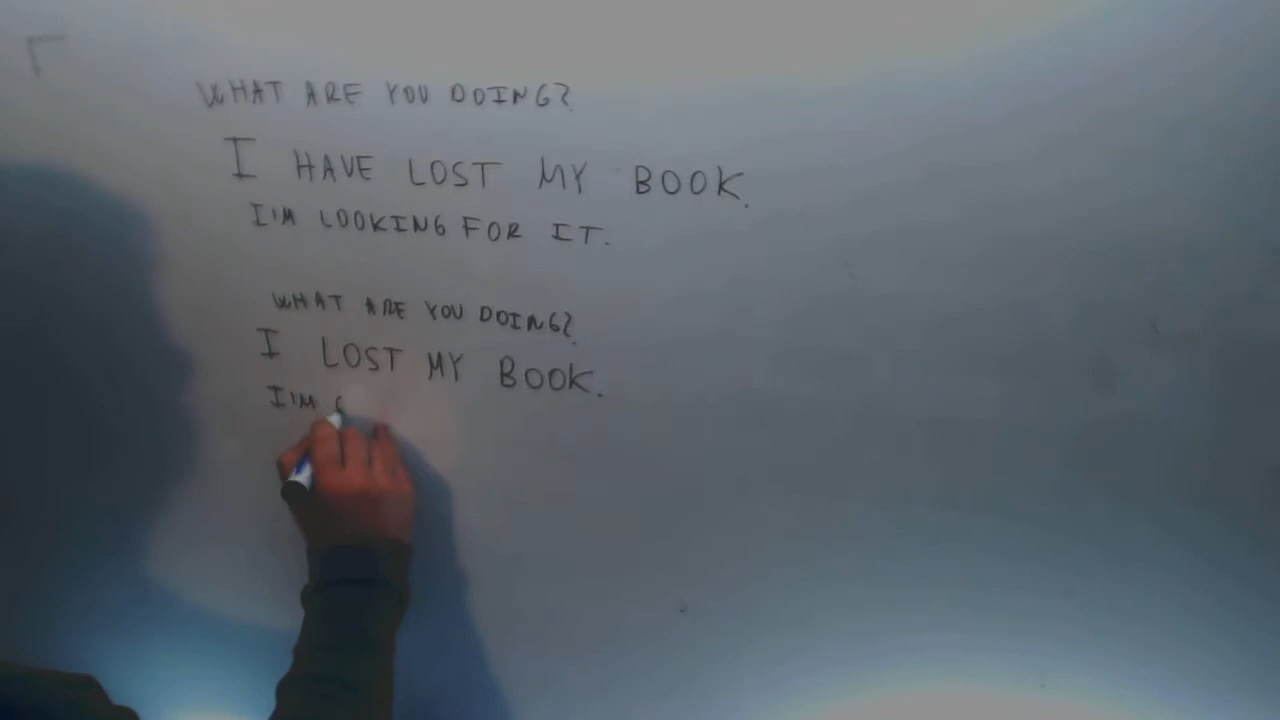 WHAT ARE YOU DOING?
I HAVE LOST MY BOOK.
I'M LOOKING FOR IT.
WHAT ARE YOU DOING?
I LOST MY BOOK.
I'M